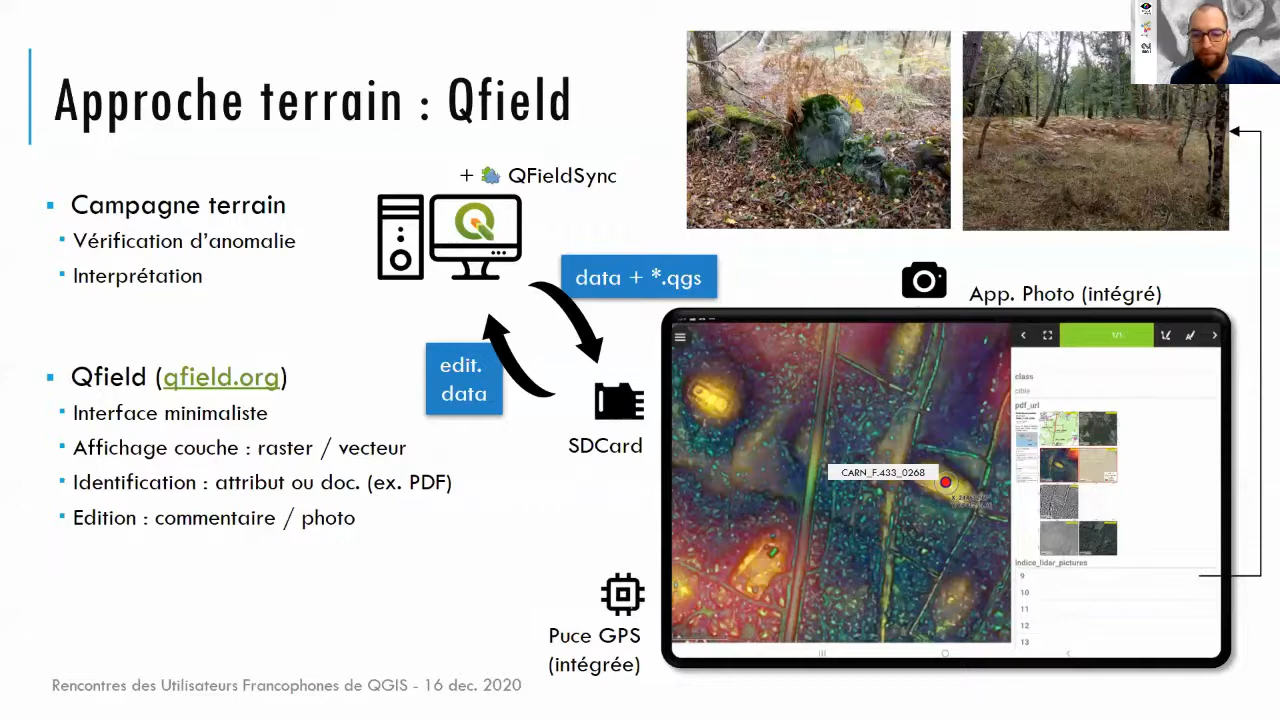 Approche terrain : Qfield
+ QFieldSync
Campagne terrain
Vérification d’anomalie
Interprétation
data + *.qgs
edit.
data
SDCard
Qfield (qfield.org)
Interface minimaliste
Affichage couche : raster / vecteur
Identification : attribut ou doc. (ex. PDF)
Edition : commentaire / photo
App. Photo (intégré)
1/1
class
cible
pdf_url
CARN_F.433_0268
indice_lidar_pictures
9
10
11
12
13
Puce GPS
(intégrée)
Rencontres des Utilisateurs Francophones de QGIS - 16 dec. 2020